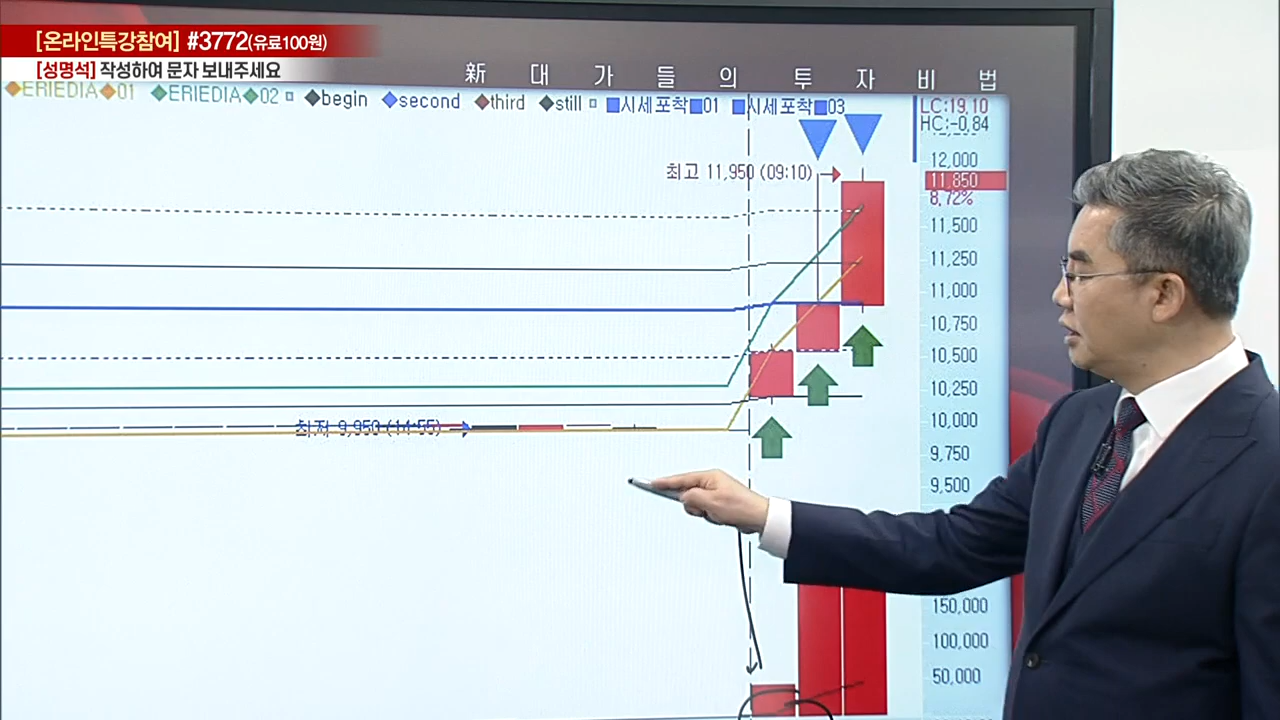 [온라인특강참여] #3772(유료100원)
[성명석] 작성하여 문자 보내주세요
新 대 가 들 의 투 자 비 법
ERIEDIA 01 ERIEDIA 02 begin second third still 시세포착 01 시세포착 03
LC:19.10
HC:-0.84
최고 11,950 (09:10)
12,000
11,850
8.72%
11,500
11,250
11,000
10,750
10,500
10,250
10,000
최저 9,950 (14:55)
9,750
9,500
150,000
100,000
50,000